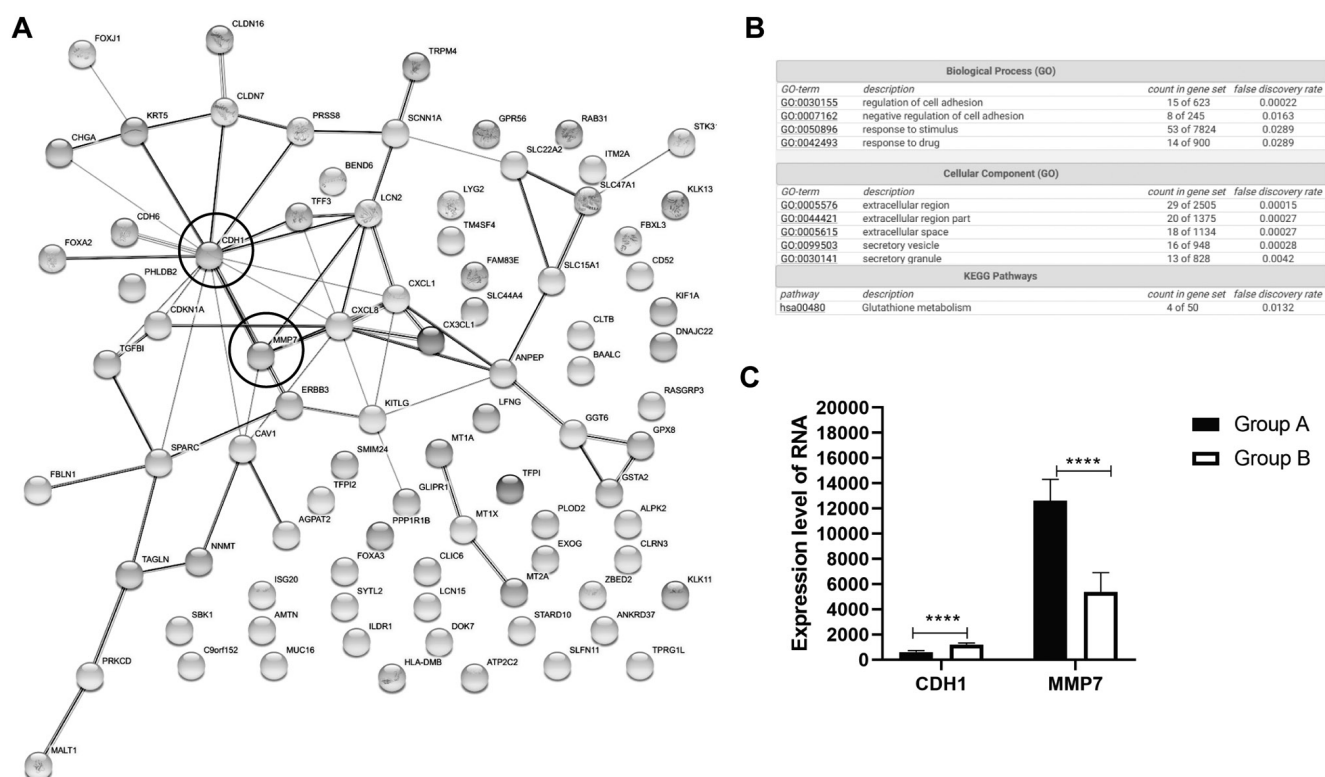 A
CLDN16
FOXJ1
TRPM4
CLDN7
KRT5
PRSS8
SCNN1A
GPR56
RAB31
STK31
CHGA
SLC22A2
ITM2A
BEND6
SLC47A1
LYG2
KLK13
TFF3
LCN2
CDH6
FBXL3
CDH1
TM4SF4
FOXA2
PHLDB2
FAM83E
SLC15A1
CD52
CXCL1
SLC44A4
KIF1A
CDKN1A
CXCL8
CX3CL1
CLTB
DNAJC22
MMP7
TGFBI
ANPEP
BAALC
ERBB3
KITLG
LFNG
RASGRP3
GGT6
SPARC
CAV1
MT1A
GPX8
SMIM24
FBLN1
TFPI2
GLIPR1
TFPI
GSTA2
AGPAT2
PPP1R1B
MT1X
PLOD2
ALPK2
TAGLN
NNMT
FOXA3
CLIC6
EXOG
CLRN3
ISG20
SYTL2
LCN15
MT2A
ZBED2
KLK11
SBK1
AMTN
ILDR1
DOK7
STARD10
ANKRD37
PRKCD
C9orf152
MUC16
HLA-DMB
ATP2C2
SLFN11
TPRG1L
MALT1
B
Biological Process (GO)
GO-term description count in gene set false discovery rate
GO:0030155 regulation of cell adhesion 15 of 623 0.00022
GO:0007162 negative regulation of cell adhesion 8 of 245 0.0163
GO:0050896 response to stimulus 53 of 7824 0.0289
GO:0042493 response to drug 14 of 900 0.0289
Cellular Component (GO)
GO-term description count in gene set false discovery rate
GO:0005576 extracellular region 29 of 2505 0.00015
GO:0044421 extracellular region part 20 of 1375 0.00027
GO:0005615 extracellular space 18 of 1134 0.00027
GO:0099503 secretory vesicle 16 of 948 0.00028
GO:0030141 secretory granule 13 of 828 0.0042
KEGG Pathways
pathway description count in gene set false discovery rate
hsa00480 Glutathione metabolism 4 of 50 0.0132
C
Expression level of RNA
20000
18000
16000
14000
12000
10000
8000
6000
4000
2000
0
****
****
CDH1 MMP7
Group A
Group B